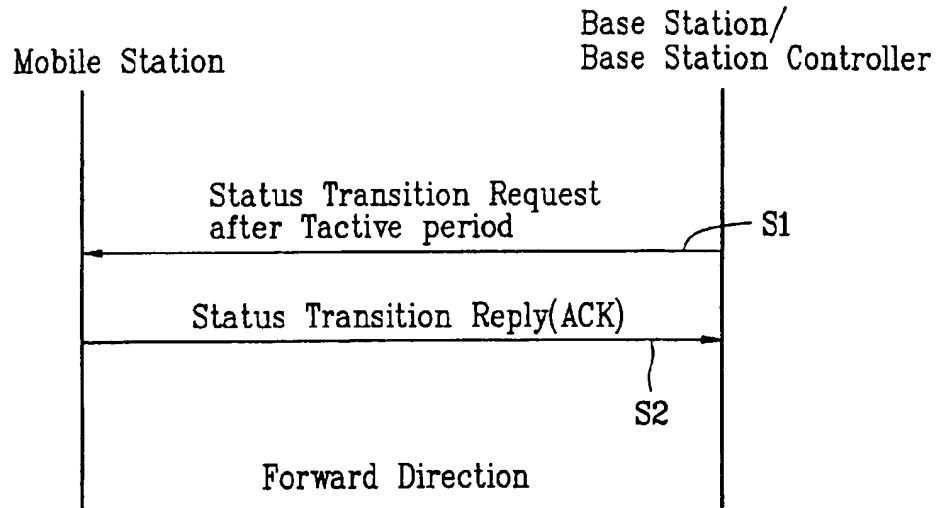 Base Station/
Mobile Station
Base Station Controller
Status Transition Request
after Tactive period
S1
Status Transition Reply(ACK)
S2
Forward Direction